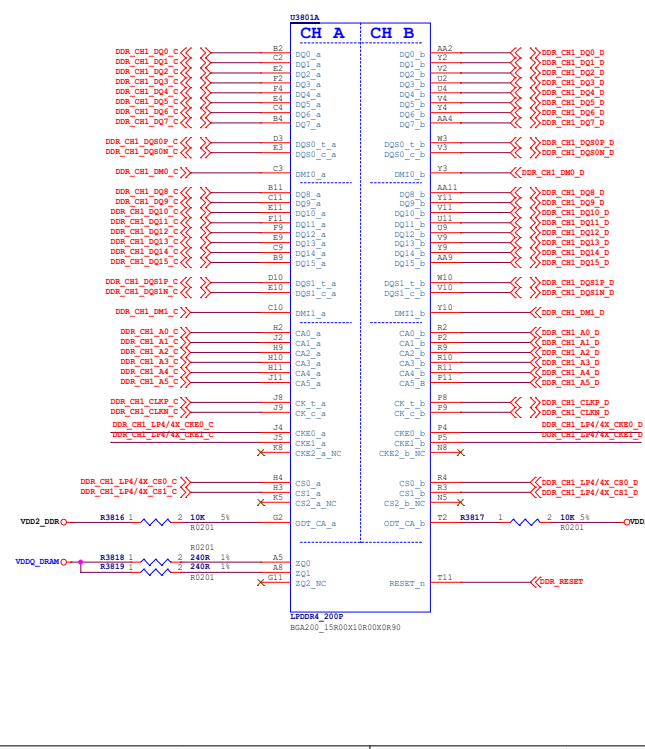 U3801A
CH A CH B
DDR_CH1_DQ0_C B2 DQ0_a DQ0_b AA2 DDR_CH1_DQ0_D
DDR_CH1_DQ1_C C2 DQ1_a DQ1_b Y2 DDR_CH1_DQ1_D
DDR_CH1_DQ2_C E2 DQ2_a DQ2_b V2 DDR_CH1_DQ2_D
DDR_CH1_DQ3_C F2 DQ3_a DQ3_b U2 DDR_CH1_DQ3_D
DDR_CH1_DQ4_C F4 DQ4_a DQ4_b U4 DDR_CH1_DQ4_D
DDR_CH1_DQ5_C E4 DQ5_a DQ5_b V4 DDR_CH1_DQ5_D
DDR_CH1_DQ6_C C4 DQ6_a DQ6_b Y4 DDR_CH1_DQ6_D
DDR_CH1_DQ7_C B4 DQ7_a DQ7_b AA4 DDR_CH1_DQ7_D
DDR_CH1_DQS0P_C D3 DQS0_t_a DQS0_t_b W3 DDR_CH1_DQS0P_D
DDR_CH1_DQS0N_C E3 DQS0_c_a DQS0_c_b V3 DDR_CH1_DQS0N_D
DDR_CH1_DM0_C C3 DMI0_a DMI0_b Y3 DDR_CH1_DM0_D
DDR_CH1_DQ8_C B11 DQ8_a DQ8_b AA11 DDR_CH1_DQ8_D
DDR_CH1_DQ9_C C11 DQ9_a DQ9_b Y11 DDR_CH1_DQ9_D
DDR_CH1_DQ10_C E11 DQ10_a DQ10_b V11 DDR_CH1_DQ10_D
DDR_CH1_DQ11_C F11 DQ11_a DQ11_b U11 DDR_CH1_DQ11_D
DDR_CH1_DQ12_C F9 DQ12_a DQ12_b U9 DDR_CH1_DQ12_D
DDR_CH1_DQ13_C E9 DQ13_a DQ13_b V9 DDR_CH1_DQ13_D
DDR_CH1_DQ14_C C9 DQ14_a DQ14_b Y9 DDR_CH1_DQ14_D
DDR_CH1_DQ15_C B9 DQ15_a DQ15_b AA9 DDR_CH1_DQ15_D
DDR_CH1_DQS1P_C D10 DQS1_t_a DQS1_t_b W10 DDR_CH1_DQS1P_D
DDR_CH1_DQS1N_C E10 DQS1_c_a DQS1_c_b V10 DDR_CH1_DQS1N_D
DDR_CH1_DM1_C C10 DMI1_a DMI1_b Y10 DDR_CH1_DM1_D
DDR_CH1_A0_C H2 CA0_a CA0_b R2 DDR_CH1_A0_D
DDR_CH1_A1_C J2 CA1_a CA1_b P2 DDR_CH1_A1_D
DDR_CH1_A2_C H9 CA2_a CA2_b R9 DDR_CH1_A2_D
DDR_CH1_A3_C H10 CA3_a CA3_b R10 DDR_CH1_A3_D
DDR_CH1_A4_C H11 CA4_a CA4_b R11 DDR_CH1_A4_D
DDR_CH1_A5_C J11 CA5_a CA5_B P11 DDR_CH1_A5_D
DDR_CH1_CLKP_C J8 CK_t_a CK_t_b P8 DDR_CH1_CLKP_D
DDR_CH1_CLKN_C J9 CK_c_a CK_c_b P9 DDR_CH1_CLKN_D
DDR_CH1_LP4/4X_CKE0_C J4 CKE0_a CKE0_b P4 DDR_CH1_LP4/4X_CKE0_D
DDR_CH1_LP4/4X_CKE1_C J5 CKE1_a CKE1_b P5 DDR_CH1_LP4/4X_CKE1_D
K8 CKE2_a_NC CKE2_b_NC N8
DDR_CH1_LP4/4X_CS0_C H4 CS0_a CS0_b R4 DDR_CH1_LP4/4X_CS0_D
DDR_CH1_LP4/4X_CS1_C H3 CS1_a CS1_b R3 DDR_CH1_LP4/4X_CS1_D
K5 CS2_a_NC CS2_b_NC N5
VDD2_DDR R3816 1 2 10K 5% G2 ODT_CA_a ODT_CA_b T2 R3817 1 2 10K 5% VDD
R0201 R0201
R0201
VDDQ_DRAM R3818 1 2 240R 1% A5 ZQ0
R3819 1 2 240R 1% A8 ZQ1
R0201 G11 ZQ2_NC RESET_n T11 DDR_RESET
LPDDR4_200P
BGA200_15R00X10R00X0R90